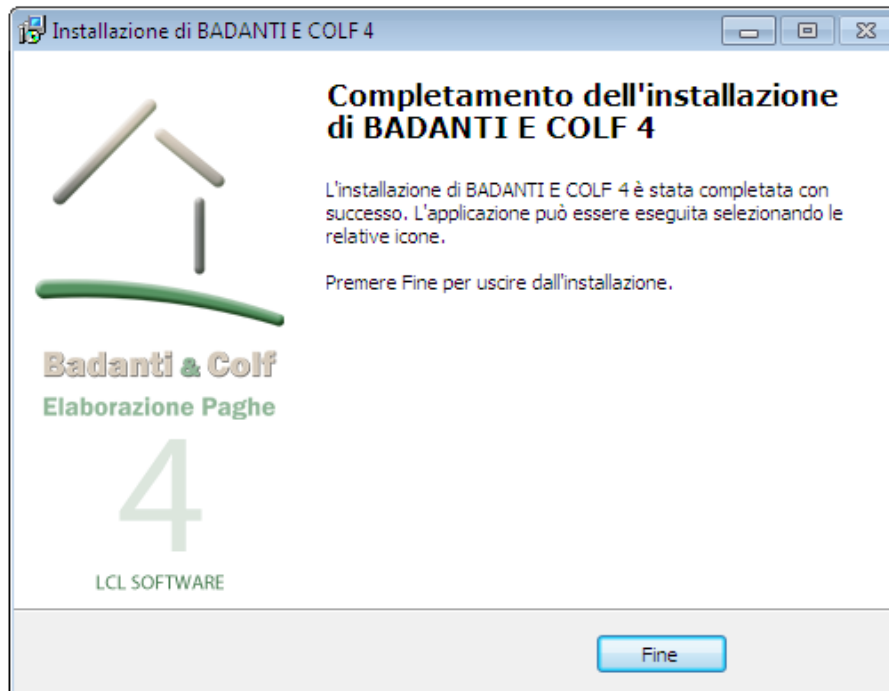 Installazione di BADANTI E COLF 4
Completamento dell'installazione
di BADANTI E COLF 4
L'installazione di BADANTI E COLF 4 è stata completata con
successo. L'applicazione può essere eseguita selezionando le
relative icone.
Premere Fine per uscire dall'installazione.
Badanti & Colf
Elaborazione Paghe
4
LCL SOFTWARE
Fine